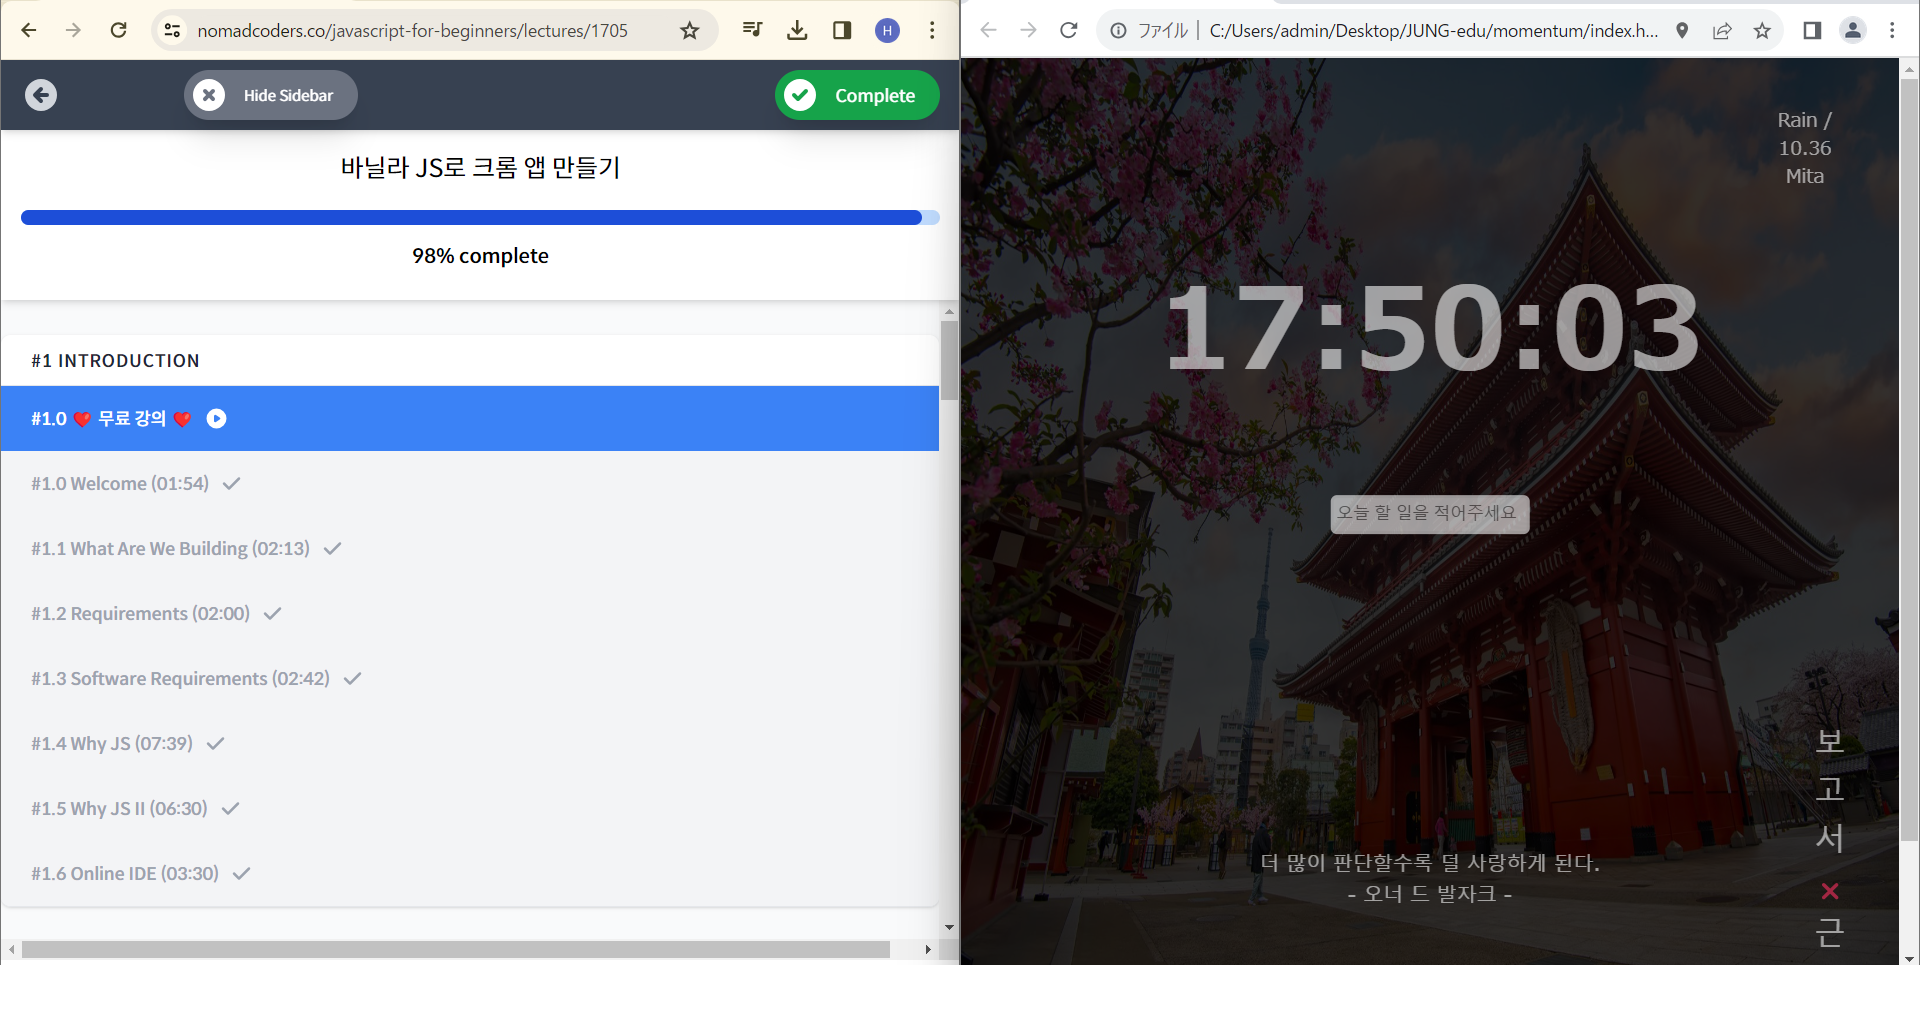 nomadcoders.co/javascript-for-beginners/lectures/1705
H
Hide Sidebar
Complete
바닐라 JS로 크롬 앱 만들기
98% complete
#1 INTRODUCTION
#1.0 ❤️ 무료 강의 ❤️
#1.0 Welcome (01:54)
#1.1 What Are We Building (02:13)
#1.2 Requirements (02:00)
#1.3 Software Requirements (02:42)
#1.4 Why JS (07:39)
#1.5 Why JS II (06:30)
#1.6 Online IDE (03:30)
ファイル | C:/Users/admin/Desktop/JUNG-edu/momentum/index.h...
Rain /
10.36
Mita
17:50:03
오늘 할 일을 적어주세요
더 많이 판단할수록 덜 사랑하게 된다.
- 오너 드 발자크 -
보
고
서
❌
근